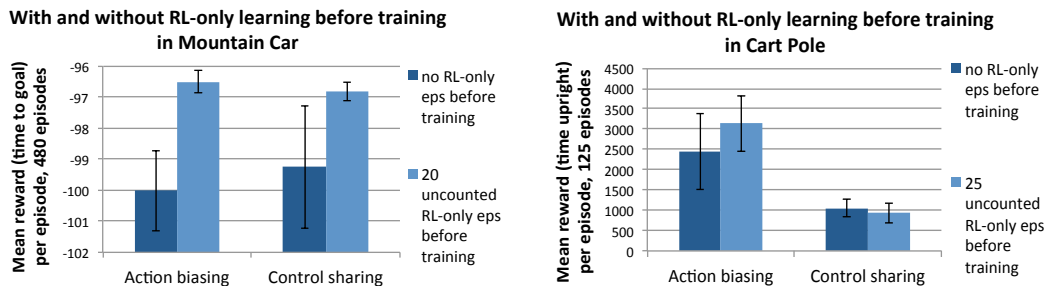 With and without RL-only learning before training
in Mountain Car
Mean reward (time to goal)
per episode, 480 episodes
-96
-97
-98
-99
-100
-101
-102
Action biasing
Control sharing
no RL-only
eps before
training
20
uncounted
RL-only eps
before
training
With and without RL-only learning before training
in Cart Pole
Mean reward (time upright)
per episode, 125 episodes
4500
4000
3500
3000
2500
2000
1500
1000
500
0
Action biasing
Control sharing
no RL-only
eps before
training
25
uncounted
RL-only eps
before
training